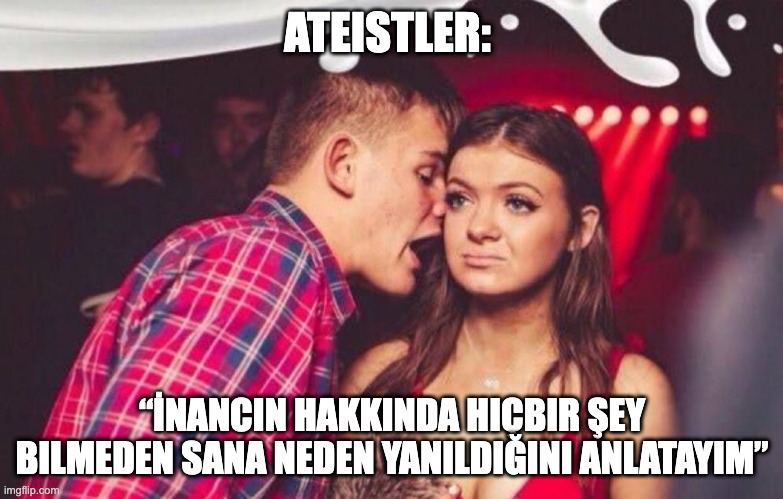 ATEISTLER:
“İNANCIN HAKKINDA HIÇBIR ŞEY
BILMEDEN SANA NEDEN YANILDIĞINI ANLATAYIM”
imgflip.com